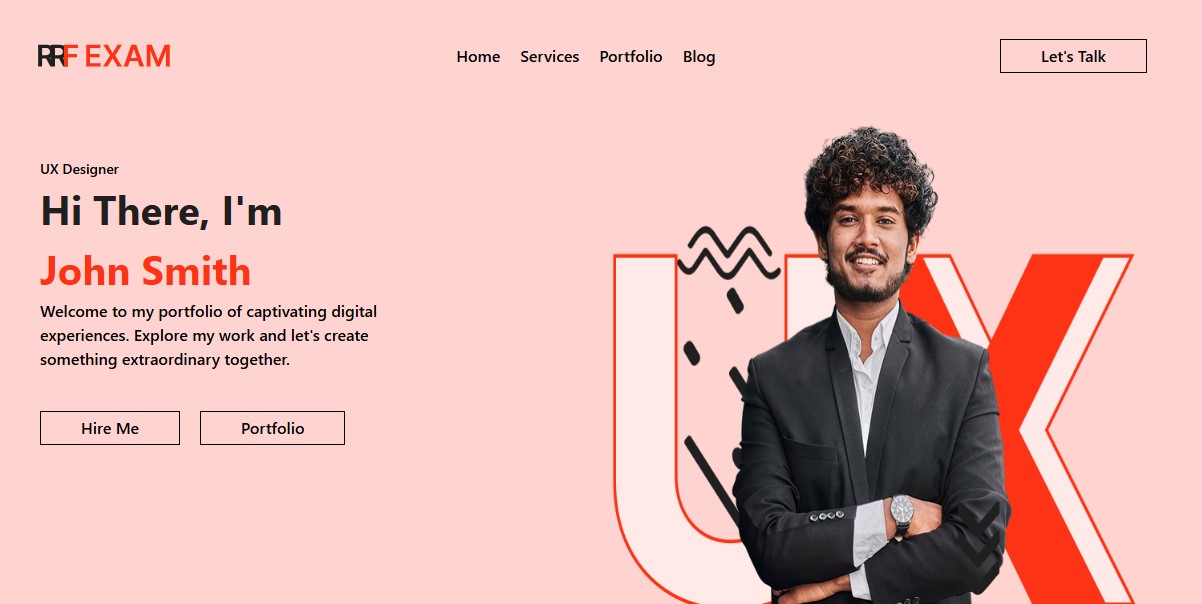 RRF EXAM
Home Services Portfolio Blog
Let's Talk
UX Designer
Hi There, I'm
John Smith
Welcome to my portfolio of captivating digital
experiences. Explore my work and let's create
something extraordinary together.
Hire Me Portfolio
UX